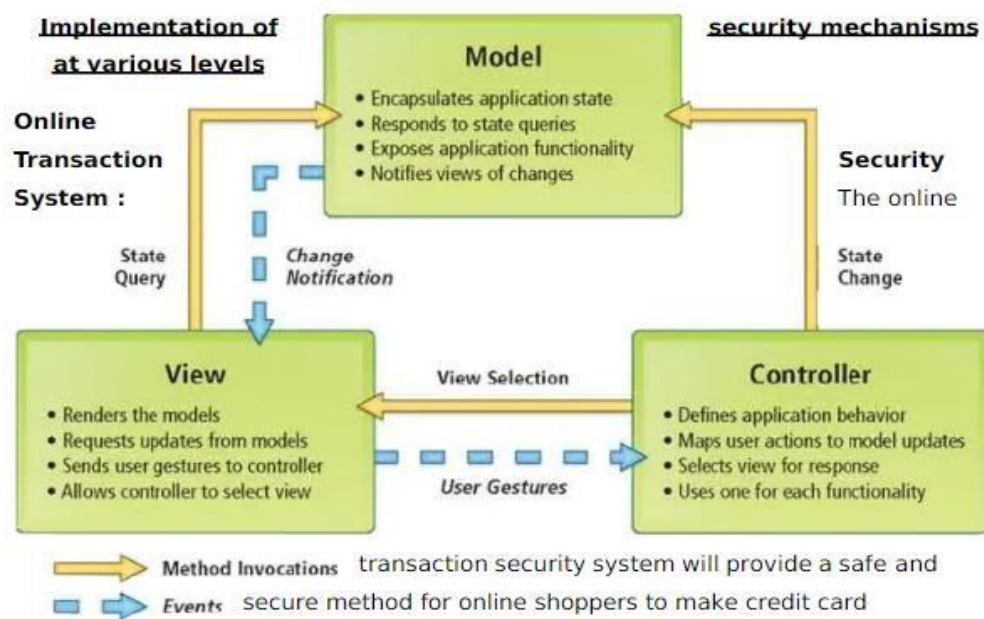 Implementation of security mechanisms
at various levels
Model
• Encapsulates application state
• Responds to state queries
• Exposes application functionality
• Notifies views of changes
Online
Transaction
System :
Security
The online
State
Query
Change
Notification
State
Change
View
• Renders the models
• Requests updates from models
• Sends user gestures to controller
• Allows controller to select view
View Selection
User Gestures
Controller
• Defines application behavior
• Maps user actions to model updates
• Selects view for response
• Uses one for each functionality
Method Invocations transaction security system will provide a safe and
Events secure method for online shoppers to make credit card